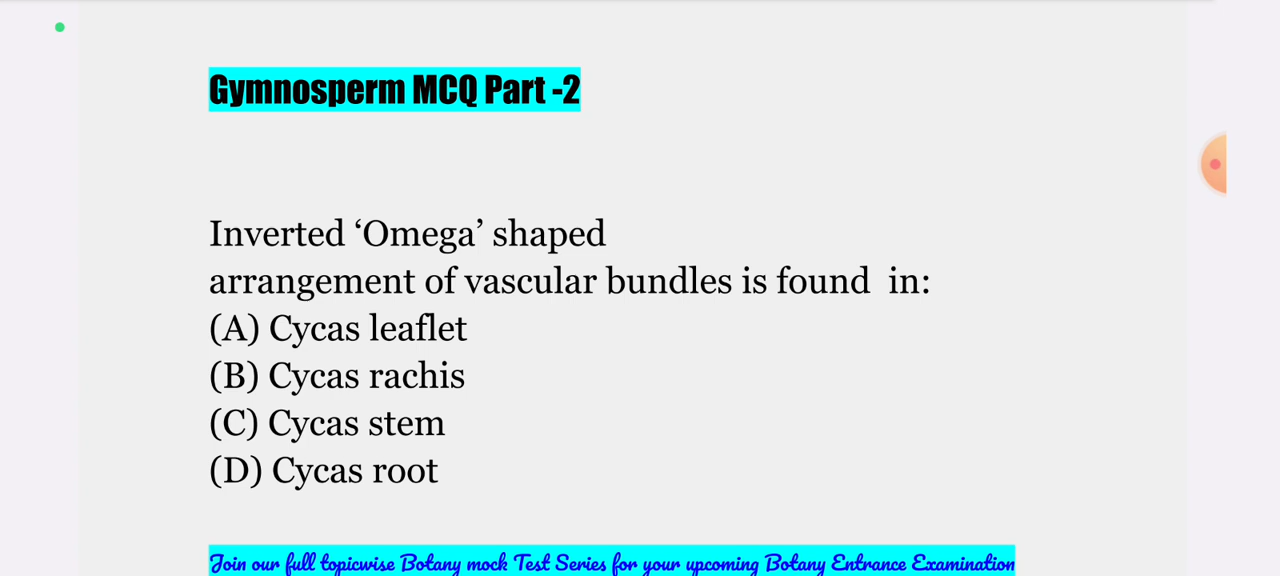 Gymnosperm MCQ Part -2
Inverted ‘Omega’ shaped
arrangement of vascular bundles is found  in:
(A) Cycas leaflet
(B) Cycas rachis
(C) Cycas stem
(D) Cycas root
Join our full topicwise Botany mock Test Series for your upcoming Botany Entrance Examination